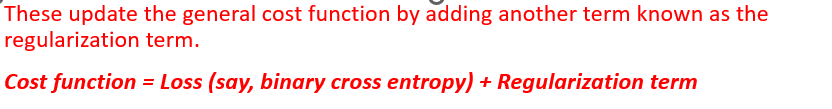 These update the general cost function by adding another term known as the
regularization term.
Cost function = Loss (say, binary cross entropy) + Regularization term